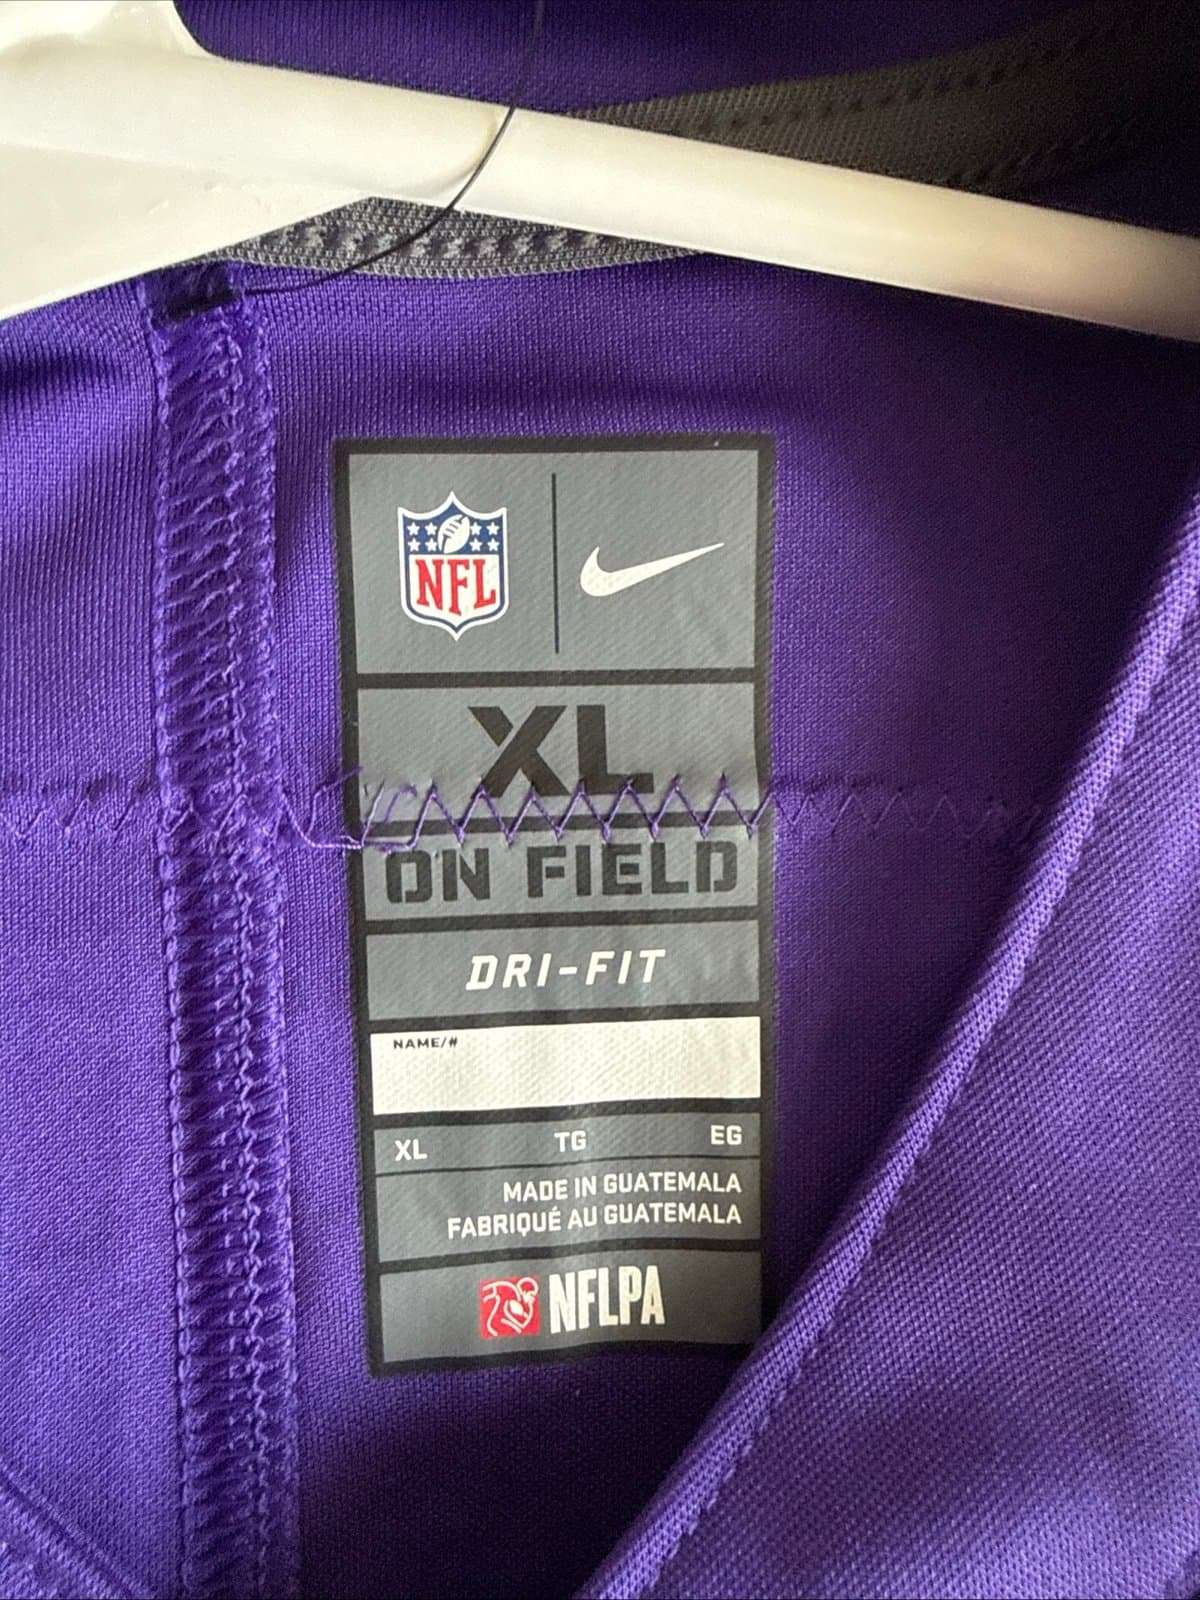 NFL
XL
ON FIELD
DRI-FIT
NAME/#
XL TG EG
MADE IN GUATEMALA
FABRIQUÉ AU GUATEMALA
NFLPA